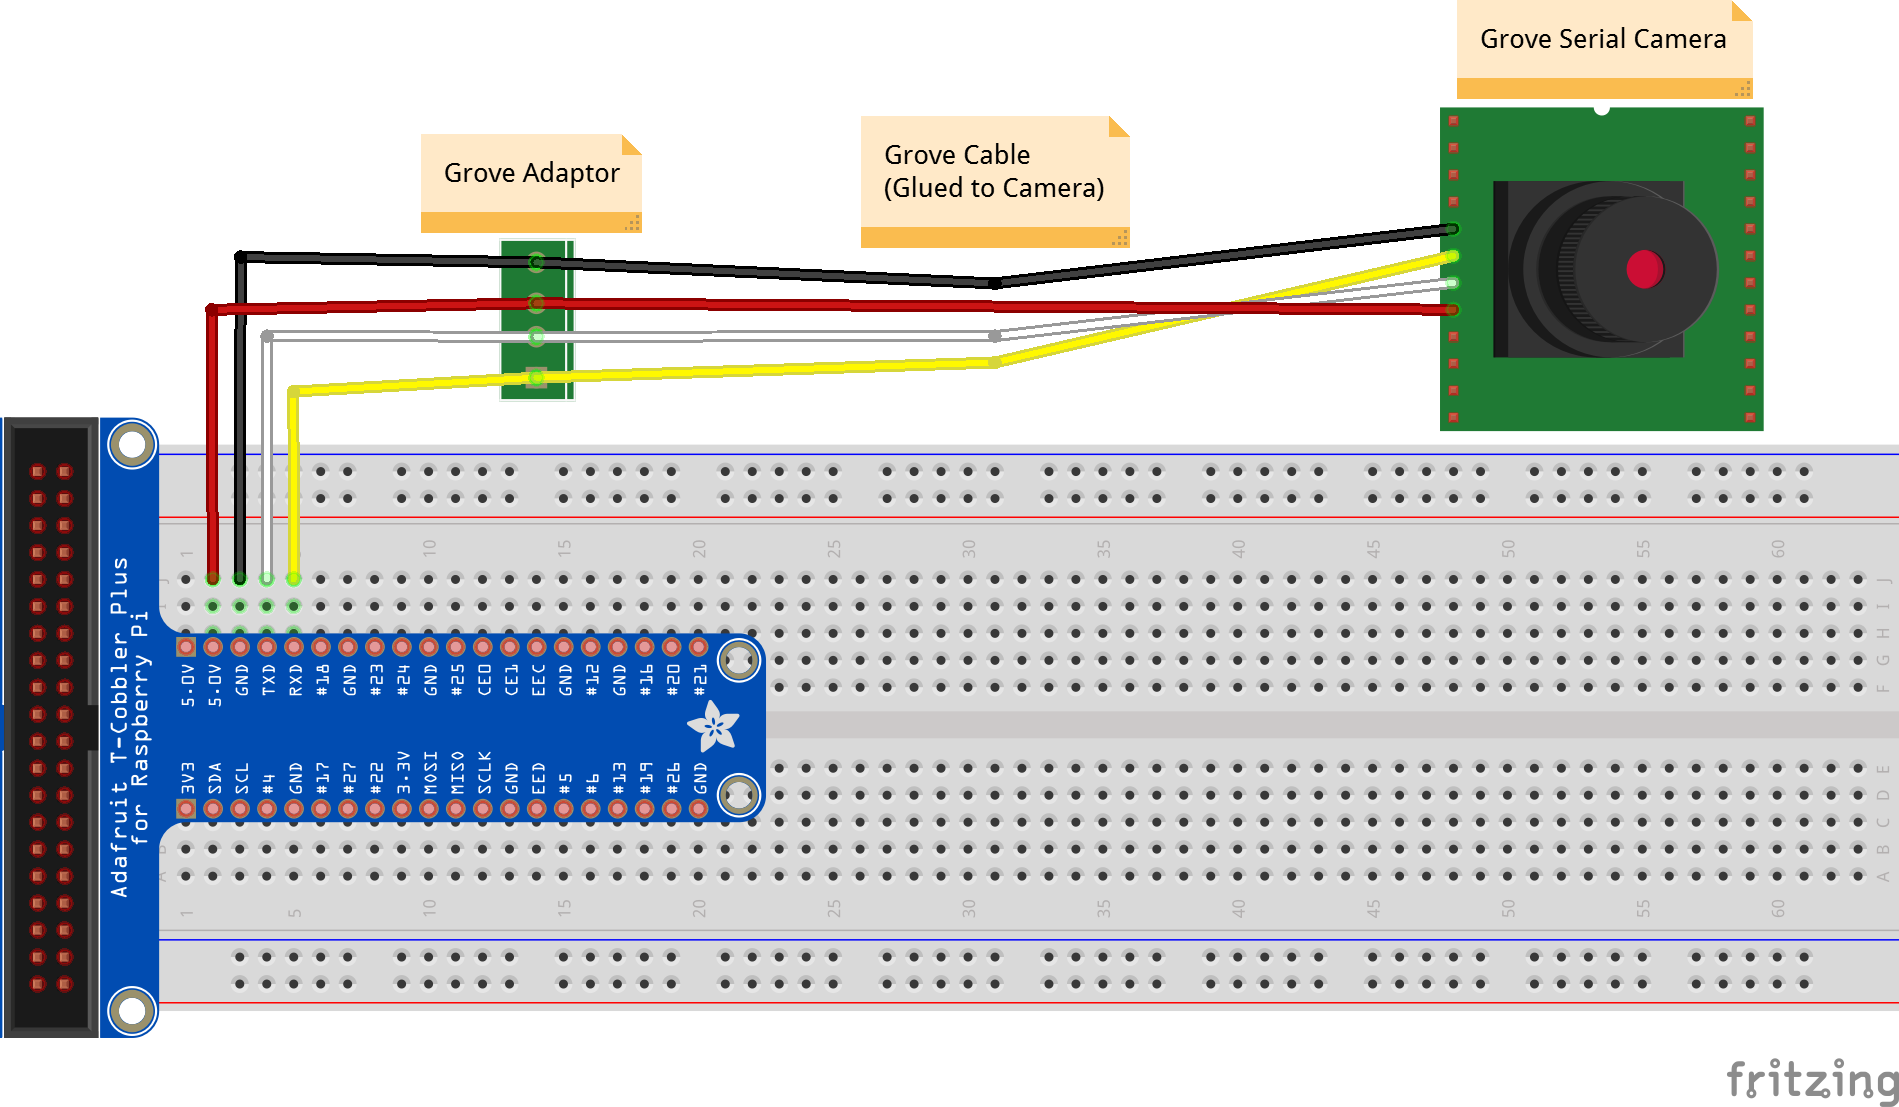 Grove Serial Camera
Grove Adaptor
Grove Cable
(Glued to Camera)
1 10 15 20 25 30 35 40 45 50 55 60
J
I
H
G
F
5.0V 5.0V GND TXD RXD #18 GND #23 #24 GND #25 CE0 CE1 EEC GND #12 GND #16 #20 #21
Adafruit T-Cobbler Plus
for Raspberry Pi
3V3 SDA SCL #4 GND #17 #27 #22 3.3V MOSI MISO SCLK GND EED #5 #6 #13 #19 #26 GND
E
D
C
B B
A A
1 5 10 15 20 25 30 35 40 45 50 55 60
fritzing